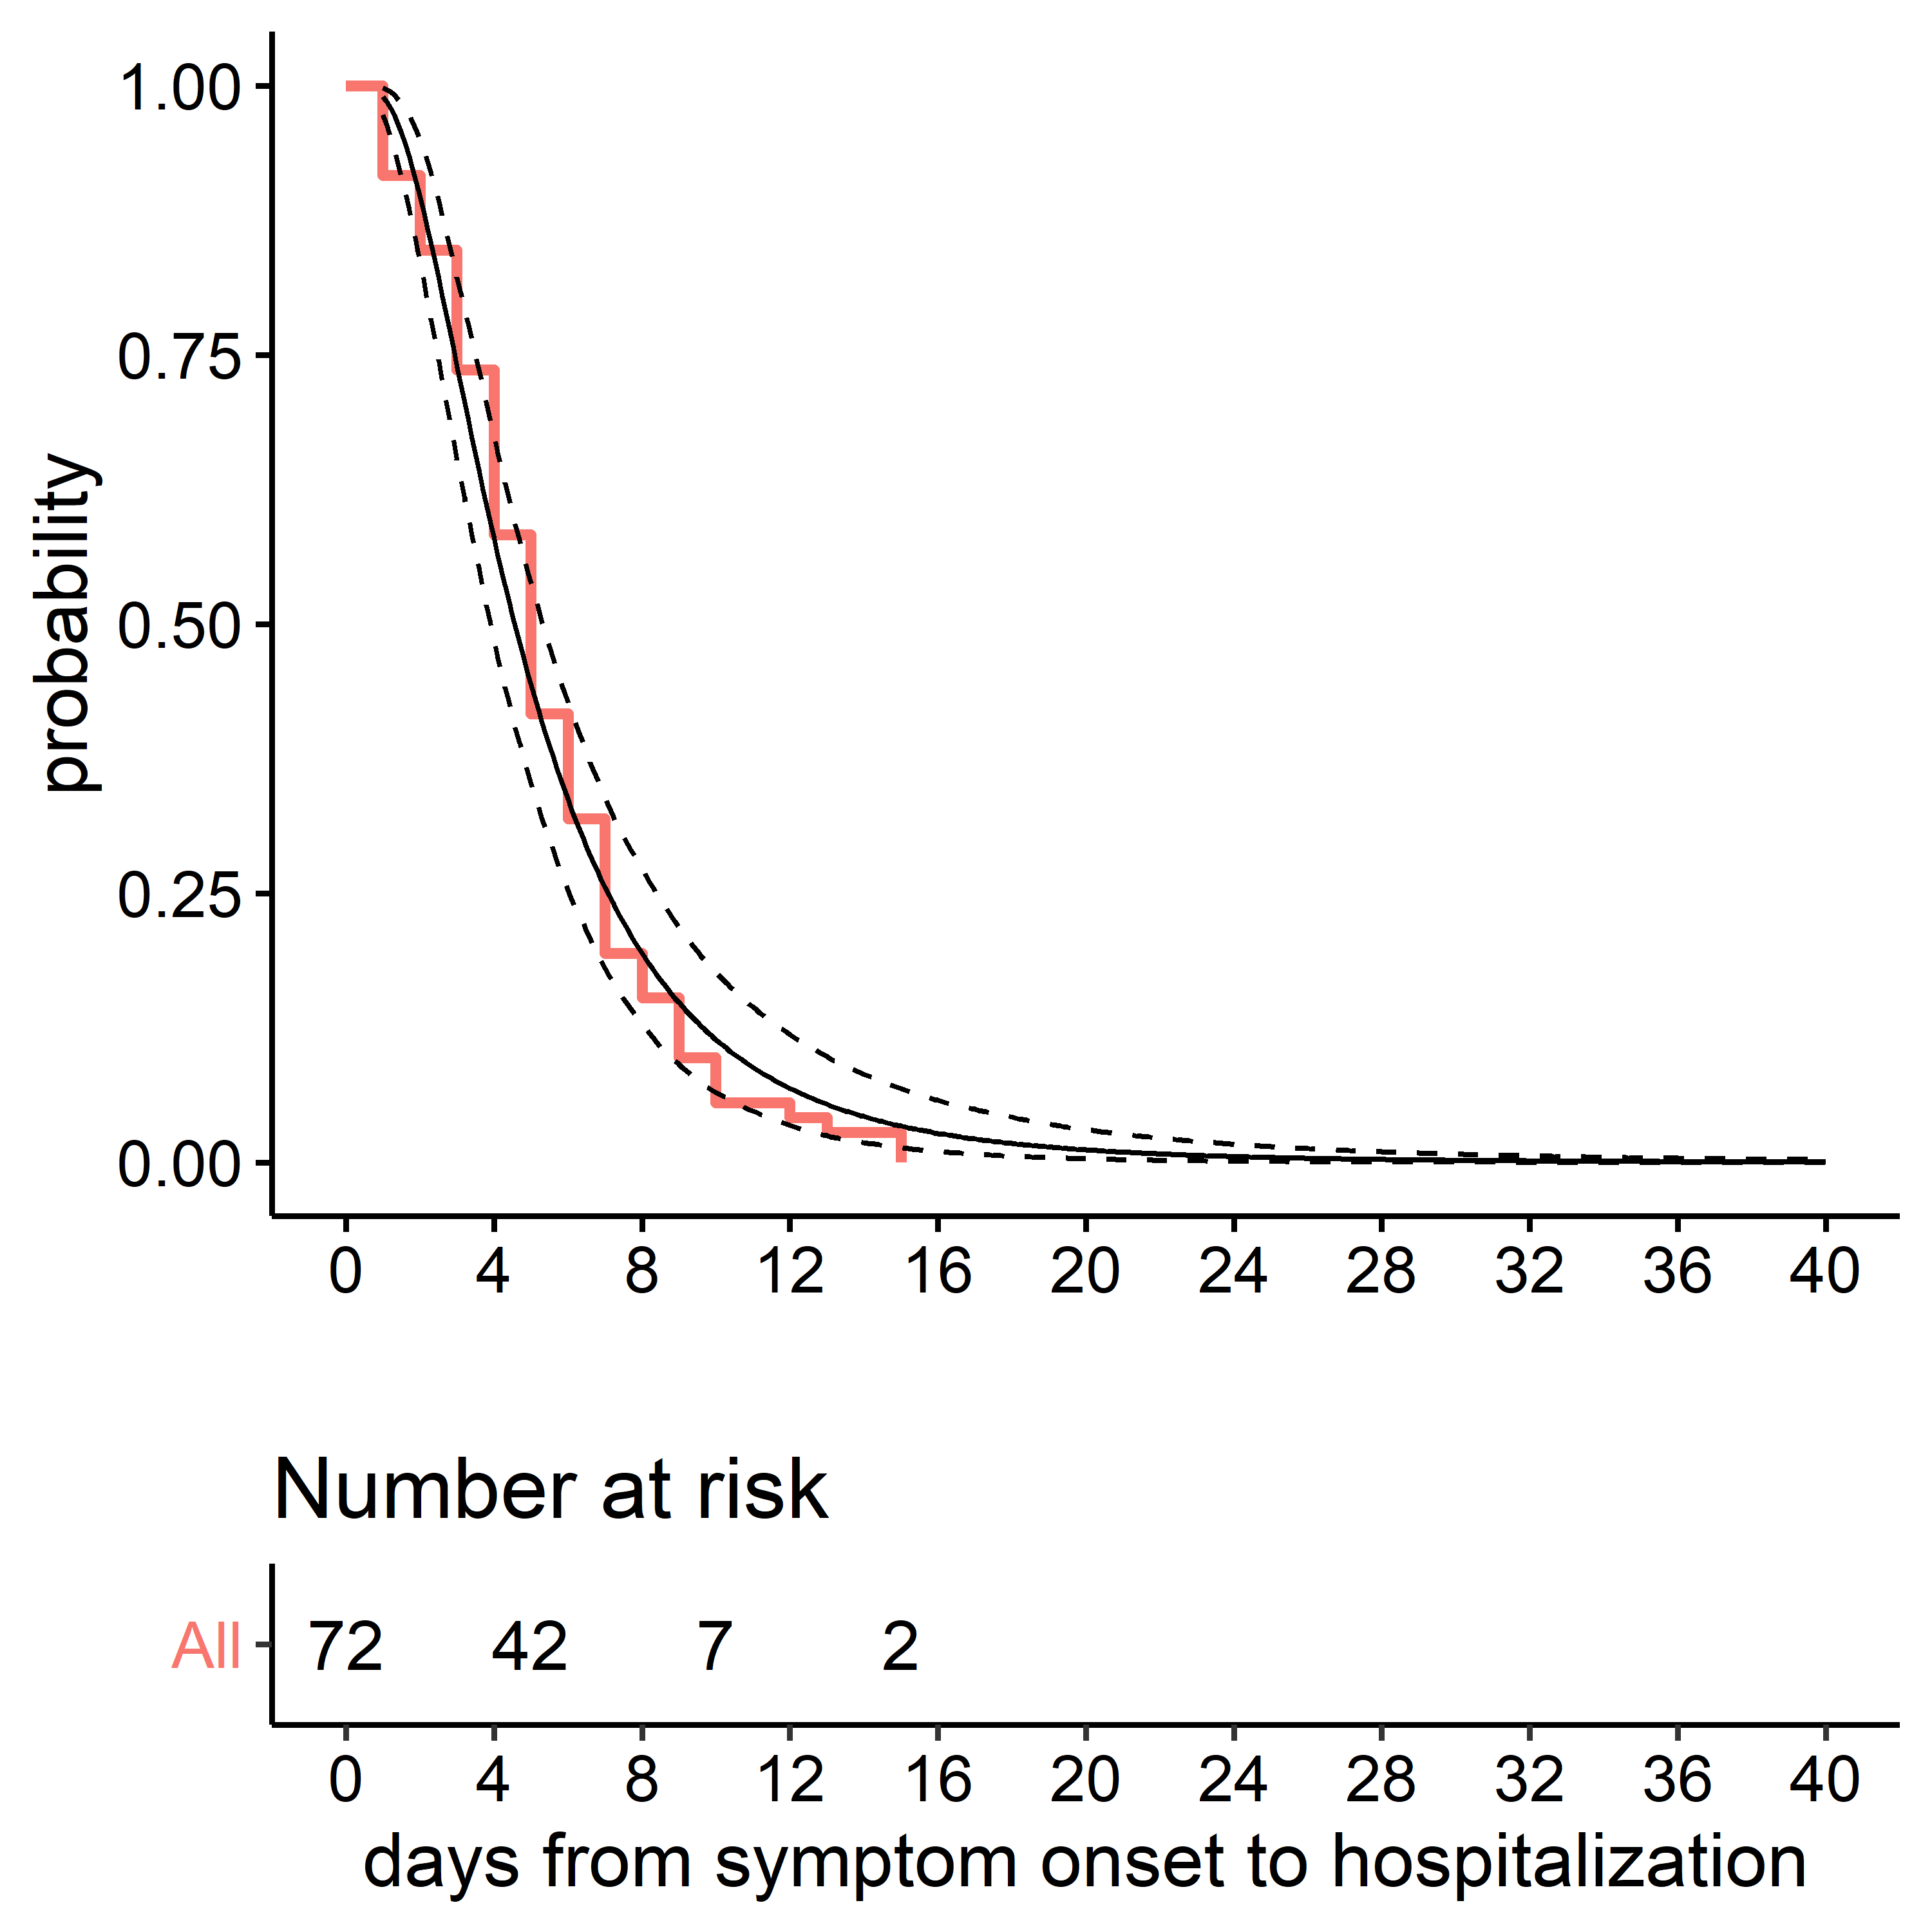 1.00
0.75
0.50
0.25
0.00
probability
0 4 8 12 16 20 24 28 32 36 40
Number at risk
All 72 42 7 2
0 4 8 12 16 20 24 28 32 36 40
days from symptom onset to hospitalization